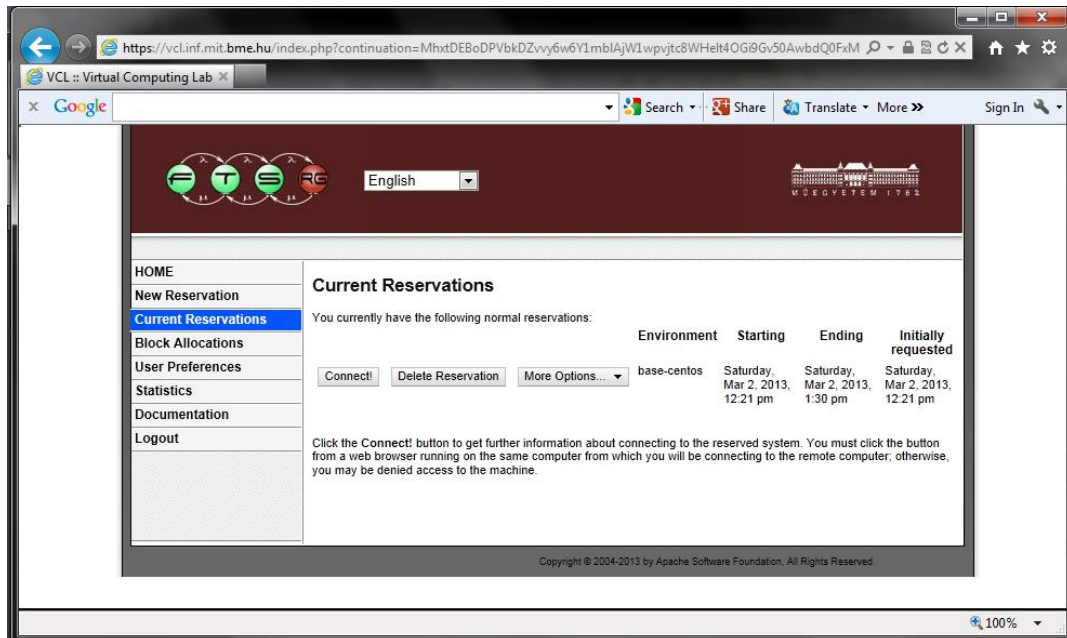 https://vcl.inf.mit.bme.hu/index.php?continuation=MhxtDEBoDPVbkDZvvy6w6Y1mblAjW1wpvjtc8WHelt4OGi9Gv50AwbdQ0FxM
VCL :: Virtual Computing Lab
x Google Search Share Translate More >> Sign In
FTS RG
English
MŰEGYETEM 1782
HOME
New Reservation
Current Reservations
Block Allocations
User Preferences
Statistics
Documentation
Logout
Current Reservations
You currently have the following normal reservations:
Environment Starting Ending Initially
requested
Connect! Delete Reservation More Options... base-centos Saturday, Saturday, Saturday,
Mar 2, 2013, Mar 2, 2013, Mar 2, 2013,
12:21 pm 1:30 pm 12:21 pm
Click the Connect! button to get further information about connecting to the reserved system. You must click the button
from a web browser running on the same computer from which you will be connecting to the remote computer; otherwise,
you may be denied access to the machine.
Copyright © 2004-2013 by Apache Software Foundation, All Rights Reserved.
100%